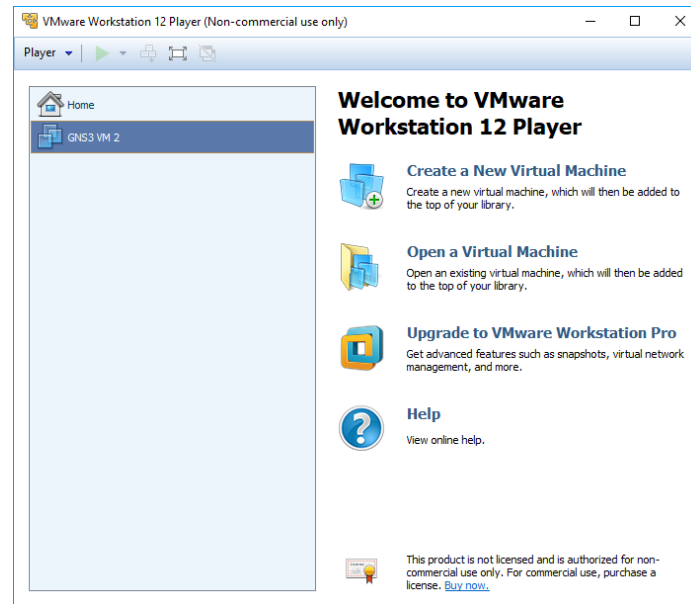 VMware Workstation 12 Player (Non-commercial use only)
Player
Home
GNS3 VM 2
Welcome to VMware
Workstation 12 Player
Create a New Virtual Machine
Create a new virtual machine, which will then be added to
the top of your library.
Open a Virtual Machine
Open an existing virtual machine, which will then be added
to the top of your library.
Upgrade to VMware Workstation Pro
Get advanced features such as snapshots, virtual network
management, and more.
Help
View online help.
This product is not licensed and is authorized for non-
commercial use only. For commercial use, purchase a
license. Buy now.